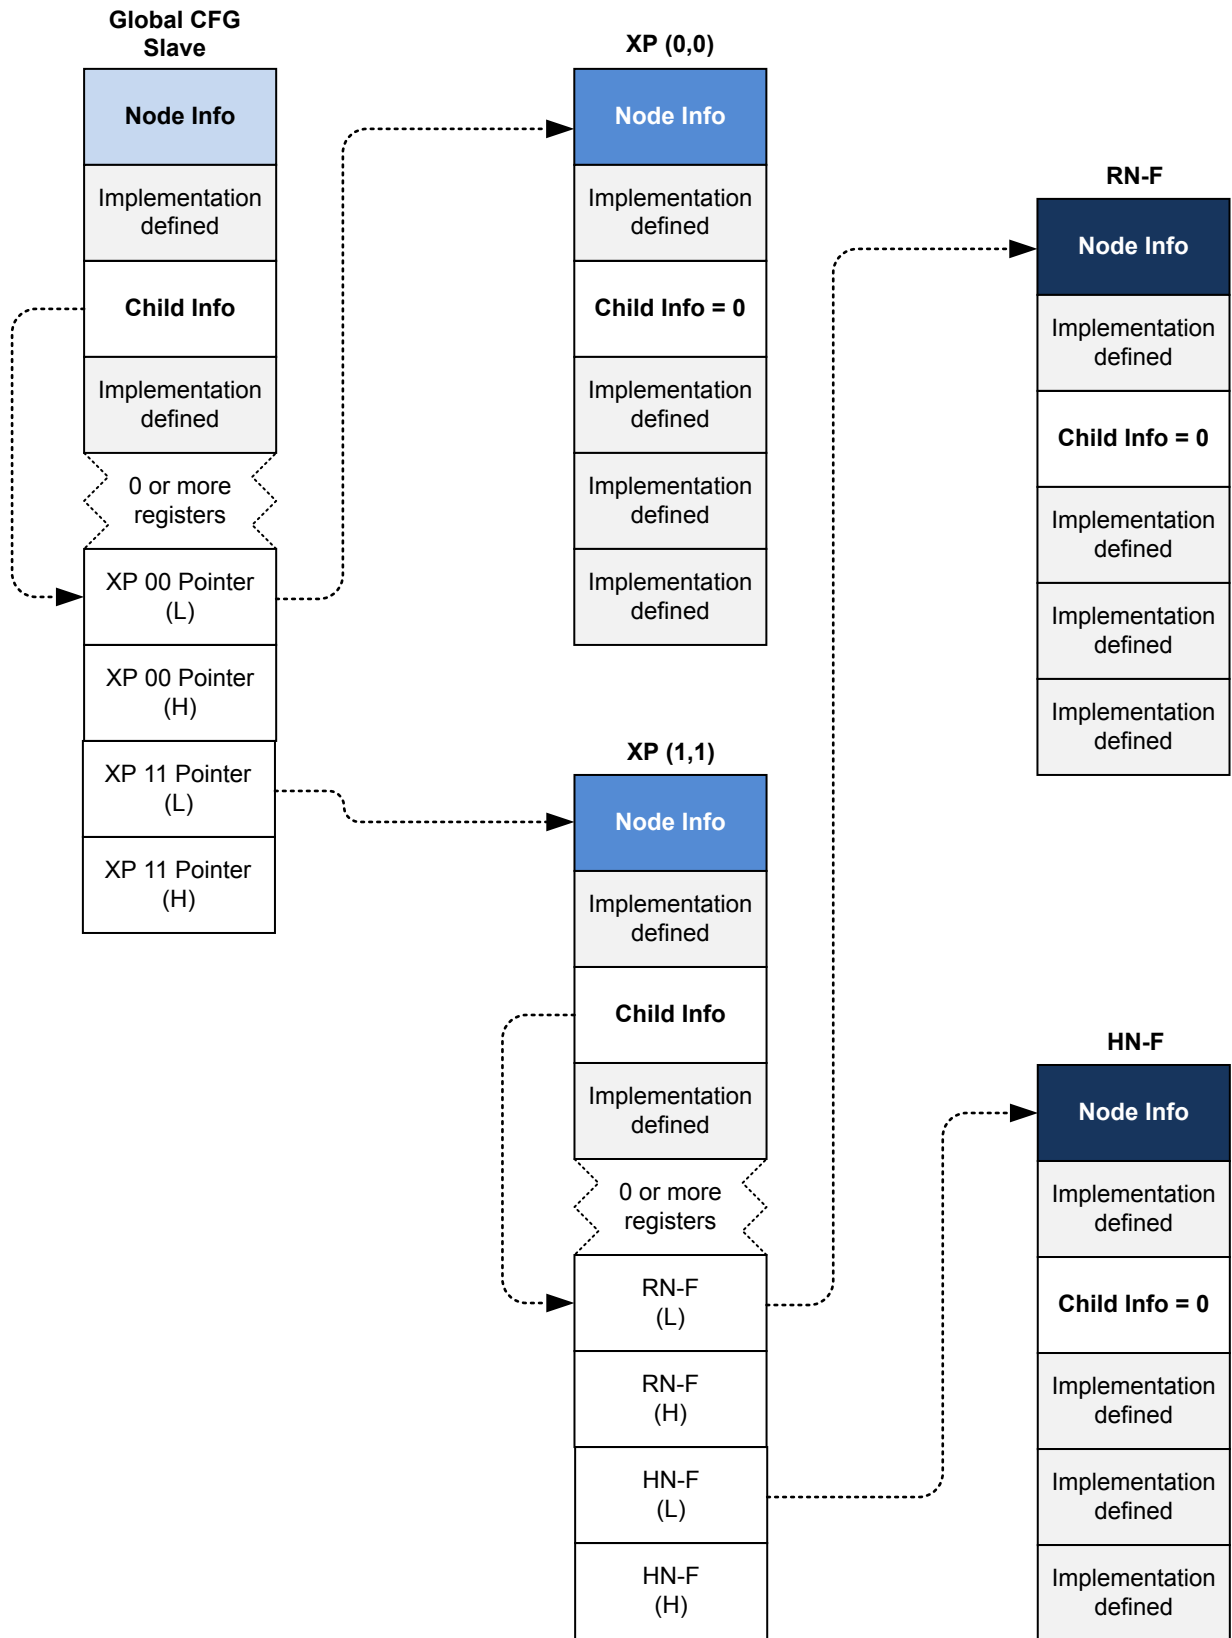 Global CFG
Slave
Node Info
Implementation
defined
Child Info
Implementation
defined
0 or more
registers
XP 00 Pointer
(L)
XP 00 Pointer
(H)
XP 11 Pointer
(L)
XP 11 Pointer
(H)
XP (0,0)
Node Info
Implementation
defined
Child Info = 0
Implementation
defined
Implementation
defined
Implementation
defined
XP (1,1)
Node Info
Implementation
defined
Child Info
Implementation
defined
0 or more
registers
RN-F
(L)
RN-F
(H)
HN-F
(L)
HN-F
(H)
RN-F
Node Info
Implementation
defined
Child Info = 0
Implementation
defined
Implementation
defined
Implementation
defined
HN-F
Node Info
Implementation
defined
Child Info = 0
Implementation
defined
Implementation
defined
Implementation
defined